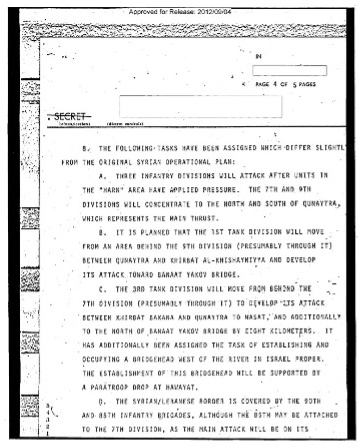 Approved for Release: 2012/09/04
IN
PAGE 4 OF 5 PAGES
SECRET
8. THE FOLLOWING TASKS HAVE BEEN ASSIGNED WHICH DIFFER SLIGHTLY
FROM THE ORIGINAL SYRIAN OPERATIONAL PLAN:
A. THREE INFANTRY DIVISIONS WILL ATTACK AFTER UNITS IN
THE "HARN" AREA HAVE APPLIED PRESSURE. THE 7TH AND 9TH
DIVISIONS WILL CONCENTRATE TO THE NORTH AND SOUTH OF QUNAYTRA,
WHICH REPRESENTS THE MAIN THRUST.
B. IT IS PLANNED THAT THE 1ST TANK DIVISION WILL MOVE
FROM AN AREA BEHIND THE 9TH DIVISION (PRESUMABLY THROUGH IT)
BETWEEN QUNAYTRA AND KHIRBAT AL-KHISHAYNIYYA AND DEVELOP
ITS ATTACK TOWARD BANAAT YAKOV BRIDGE.
C. THE 3RD TANK DIVISION WILL MOVE FROM BEHIND THE
7TH DIVISION (PRESUMABLY THROUGH IT) TO DEVELOP ITS ATTACK
BETWEEN KHIRBAT BAKANA AND QUNAYTRA TO WASAT, AND ADDITIONALLY
TO THE NORTH OF BANAAT YAKOV BRIDGE BY EIGHT KILOMETERS. IT
HAS ADDITIONALLY BEEN ASSIGNED THE TASK OF ESTABLISHING AND
OCCUPYING A BRIDGEHEAD WEST OF THE RIVER IN ISRAEL PROPER.
THE ESTABLISHMENT OF THIS BRIDGEHEAD WILL BE SUPPORTED BY
A PARATROOP DROP AT
D. THE SYRIAN/LEBANESE BORDER IS COVERED BY THE 90TH
AND 85TH INFANTRY BRIGADES, ALTHOUGH THE 85TH MAY BE ATTACHED
TO THE 7TH DIVISION, AS THE MAIN ATTACK WILL BE ON ITS